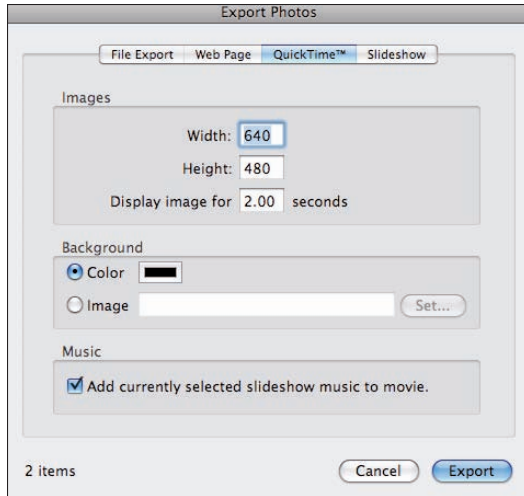 Export Photos
File Export Web Page QuickTime™ Slideshow
Images
Width: 640
Height: 480
Display image for 2.00 seconds
Background
Color
Image Set...
Music
Add currently selected slideshow music to movie.
2 items Cancel Export